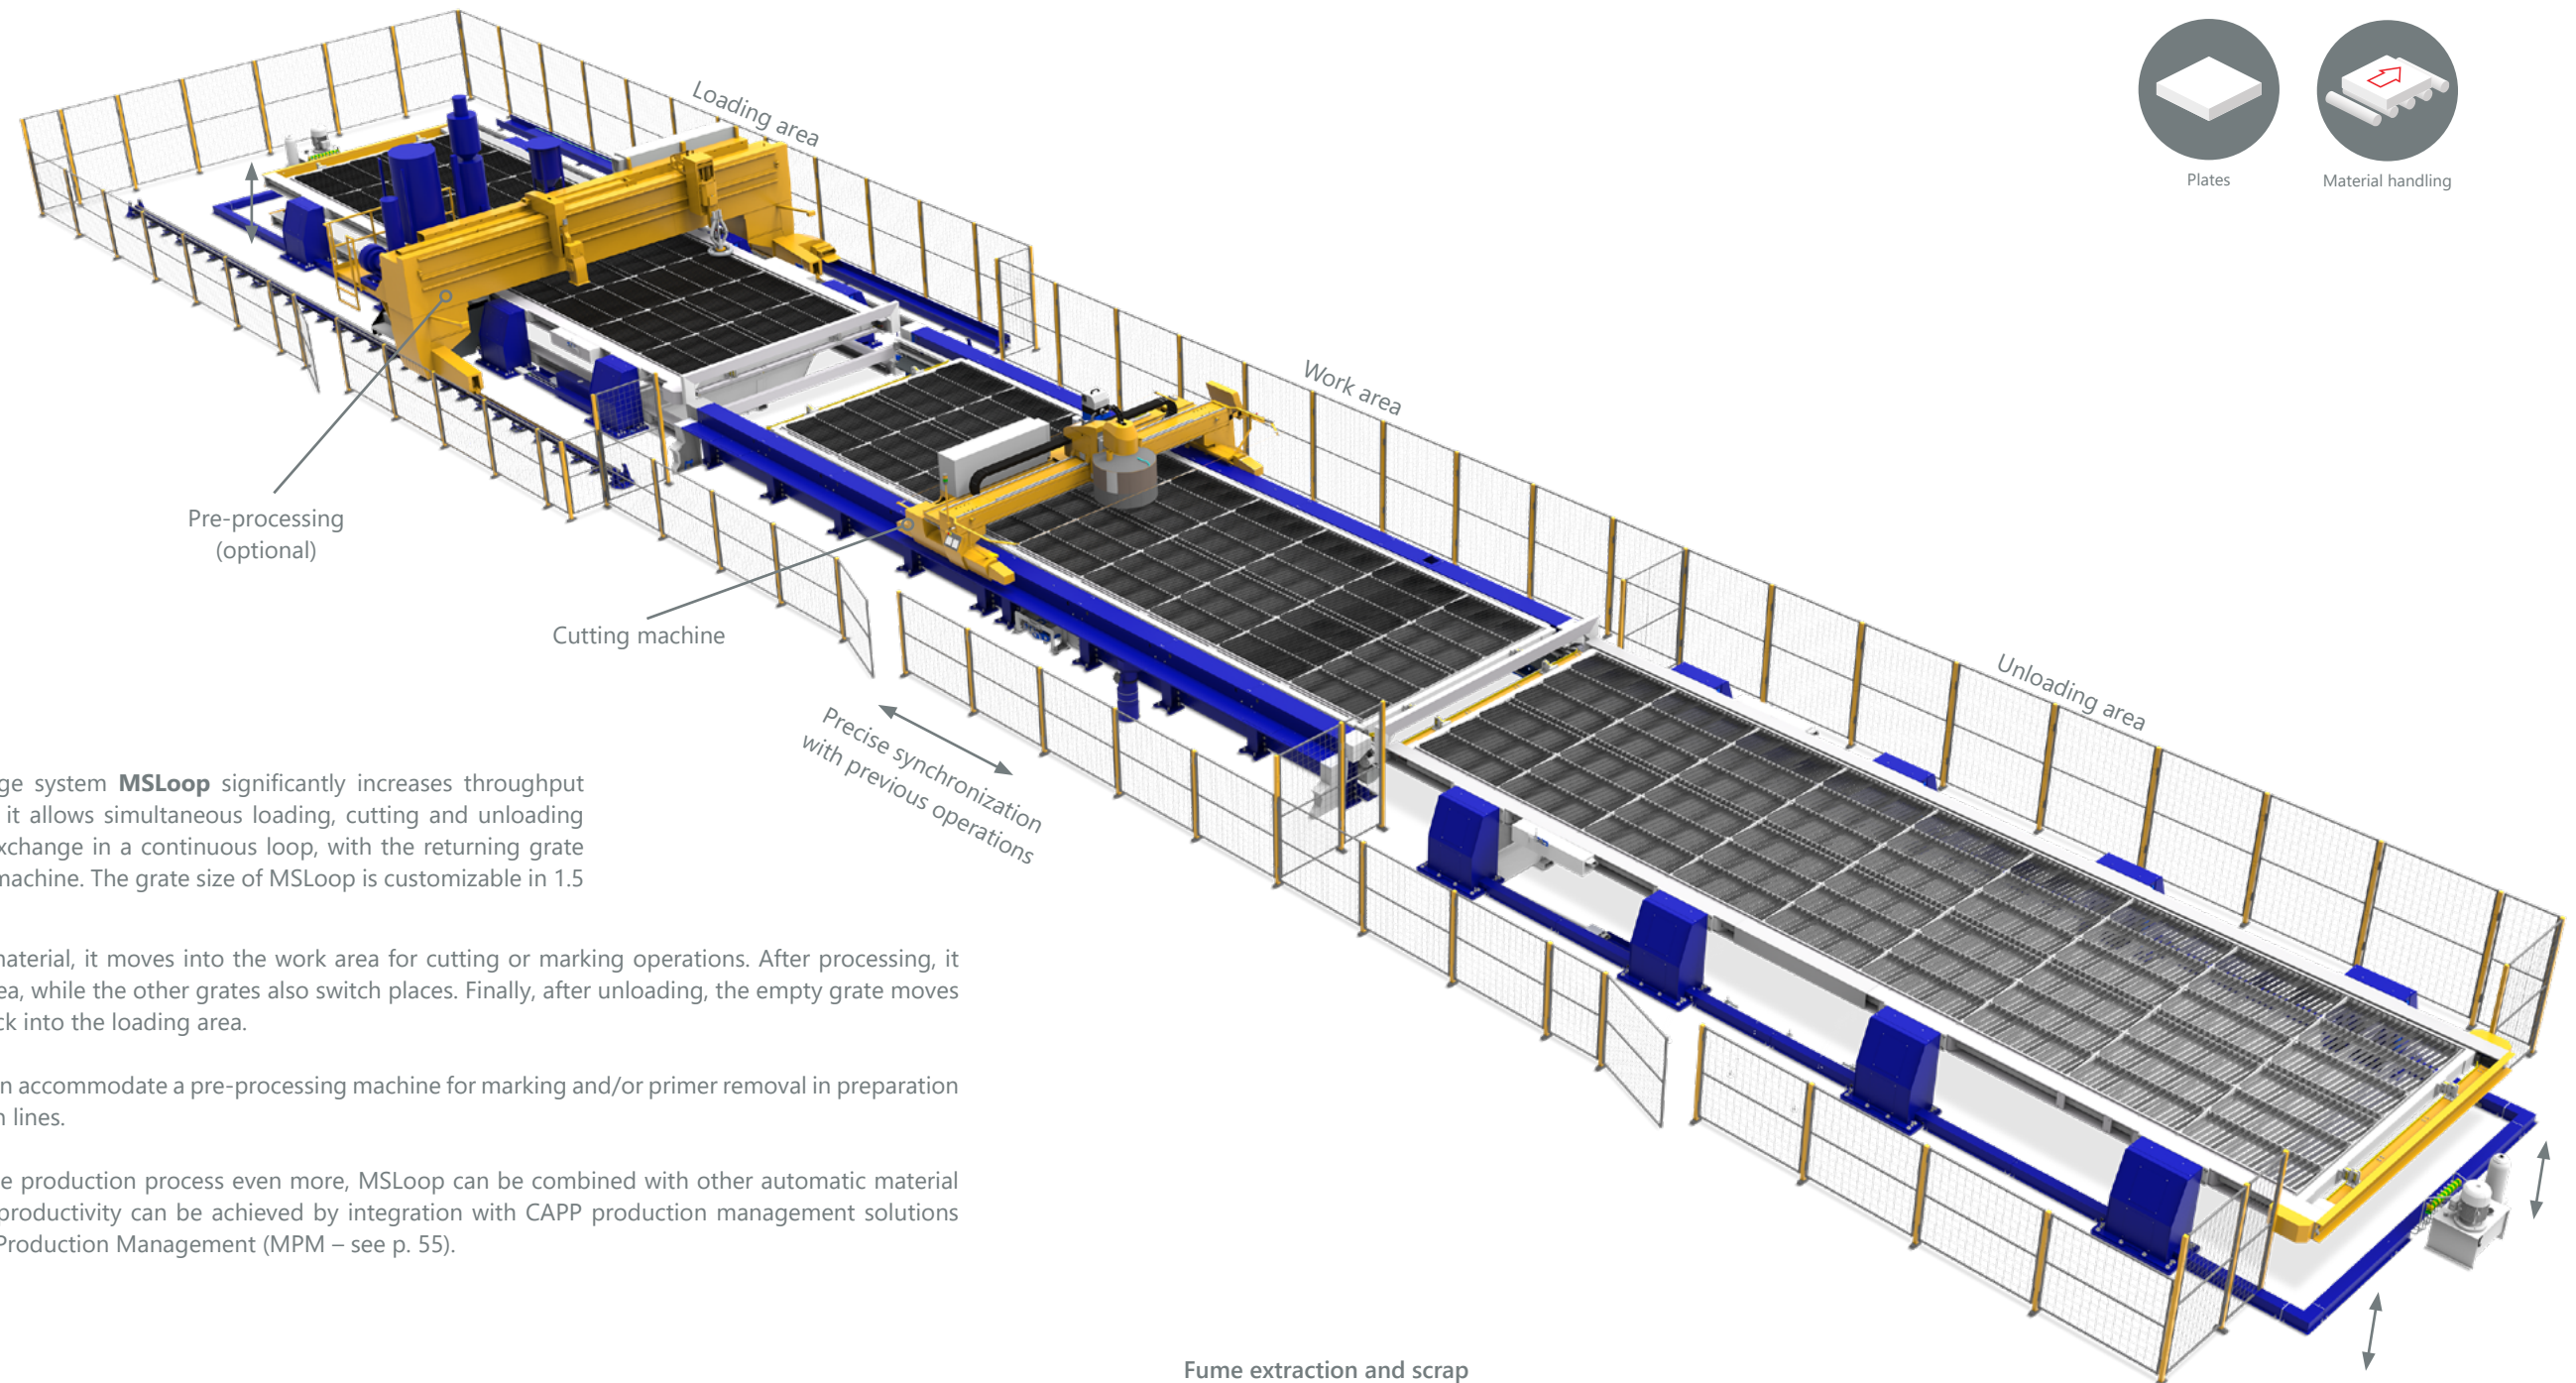 Loading area
Plates
Material handling
Work area
Pre-processing
(optional)
Cutting machine
Unloading area
Precise synchronization
with previous operations
ge system MSLoop significantly increases throughput
it allows simultaneous loading, cutting and unloading
xchange in a continuous loop, with the returning grate
machine. The grate size of MSLoop is customizable in 1.5
material, it moves into the work area for cutting or marking operations. After processing, it
ea, while the other grates also switch places. Finally, after unloading, the empty grate moves
ck into the loading area.
n accommodate a pre-processing machine for marking and/or primer removal in preparation
n lines.
e production process even more, MSLoop can be combined with other automatic material
productivity can be achieved by integration with CAPP production management solutions
Production Management (MPM – see p. 55).
Fume extraction and scrap